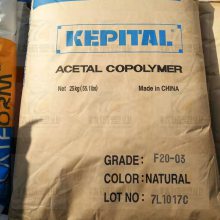 KEPITAL
ACETAL COPOLYMER
Net 25kg(55.1lbs)
Made in CHINA
GRADE: F20-03
COLOR: NATURAL
LOT NO: 7L1017C